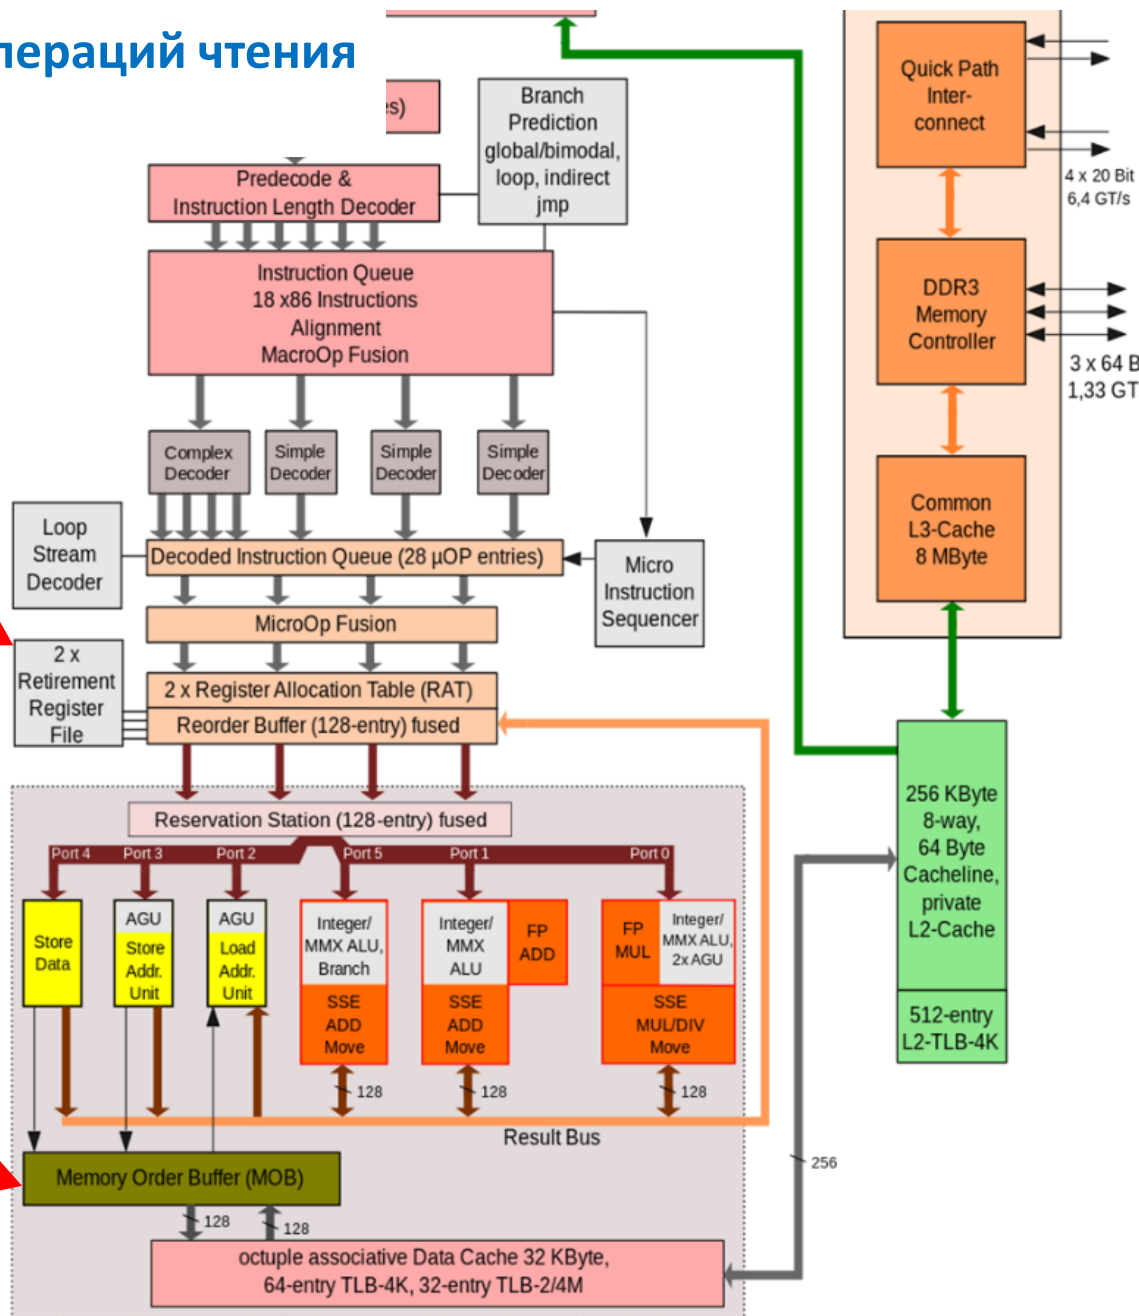 пераций чтения
es)
Branch
Prediction
global/bimodal,
loop, indirect
jmp
Predecode &
Instruction Length Decoder
Instruction Queue
18 x86 Instructions
Alignment
MacroOp Fusion
Complex
Decoder
Simple
Decoder
Simple
Decoder
Simple
Decoder
Loop
Stream
Decoder
Decoded Instruction Queue (28 µOP entries)
Micro
Instruction
Sequencer
MicroOp Fusion
2 x
Retirement
Register
File
2 x Register Allocation Table (RAT)
Reorder Buffer (128-entry) fused
Reservation Station (128-entry) fused
Port 4
Port 3
Port 2
Port 5
Port 1
Port 0
Store
Data
AGU
Store
Addr.
Unit
AGU
Load
Addr.
Unit
Integer/
MMX ALU,
Branch
SSE
ADD
Move
Integer/
MMX
ALU
FP
ADD
SSE
ADD
Move
FP
MUL
Integer/
MMX ALU,
2x AGU
SSE
MUL/DIV
Move
128
128
128
Result Bus
Memory Order Buffer (MOB)
128
128
octuple associative Data Cache 32 KByte,
64-entry TLB-4K, 32-entry TLB-2/4M
256
Quick Path
Inter-
connect
4 x 20 Bit
6,4 GT/s
DDR3
Memory
Controller
3 x 64 B
1,33 GT
Common
L3-Cache
8 MByte
256 KByte
8-way,
64 Byte
Cacheline,
private
L2-Cache
512-entry
L2-TLB-4K